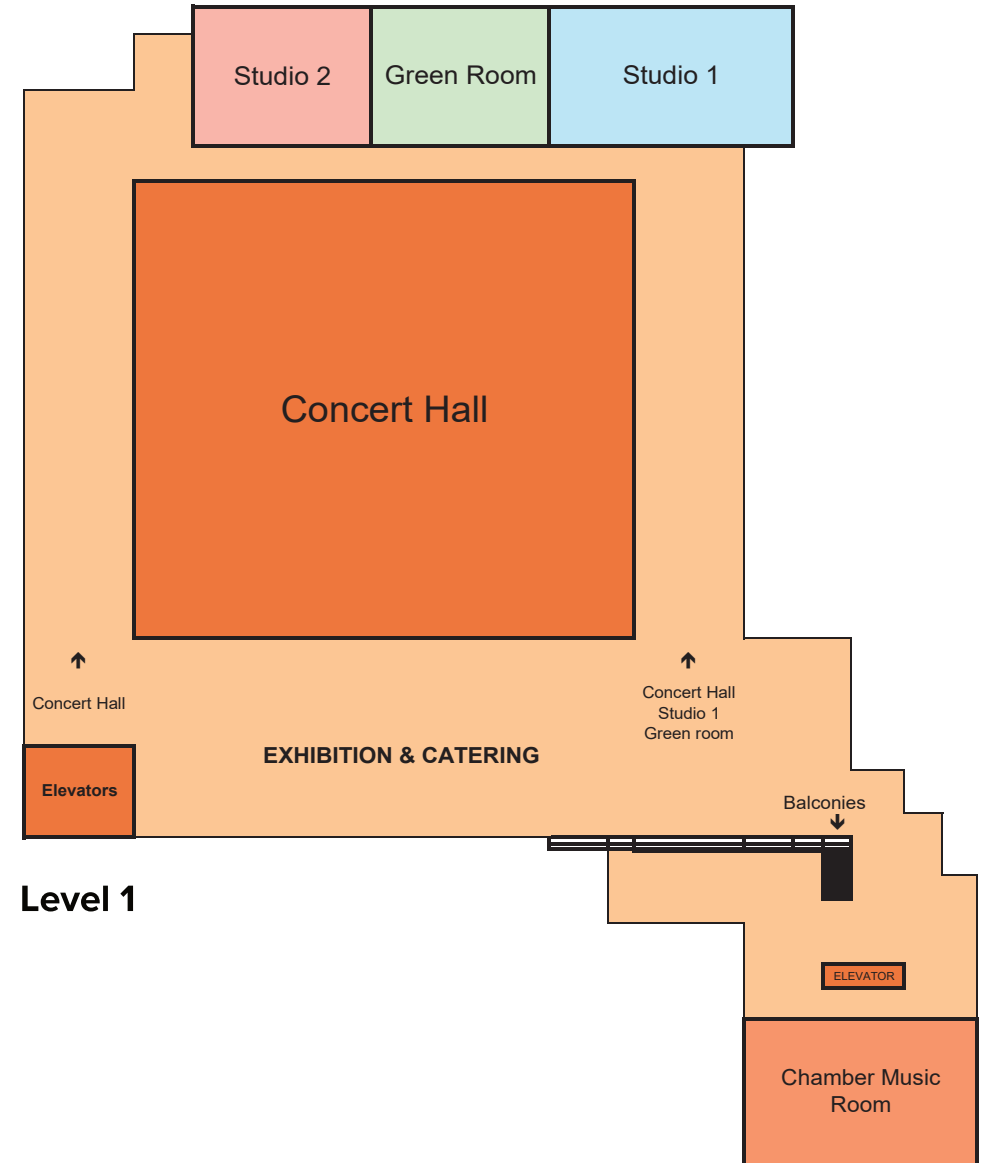 Studio 2
Green Room
Studio 1
Concert Hall
Concert Hall
Concert Hall
Studio 1
Green room
EXHIBITION & CATERING
Elevators
Balconies
Level 1
ELEVATOR
Chamber Music
Room